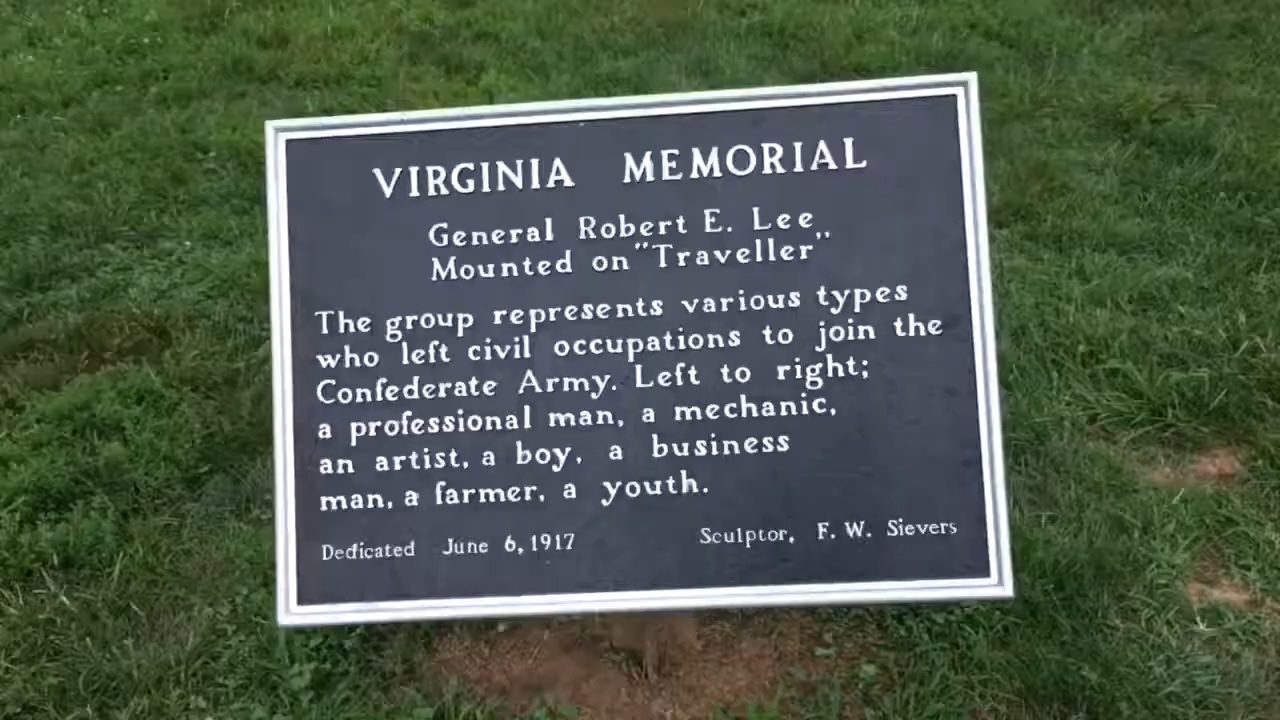 VIRGINIA MEMORIAL
General Robert E. Lee,
Mounted on "Traveller"
The group represents various types
who left civil occupations to join the
Confederate Army. Left to right;
a professional man, a mechanic,
an artist, a boy, a business
man, a farmer, a youth.
Dedicated June 6, 1917 Sculptor, F. W. Sievers